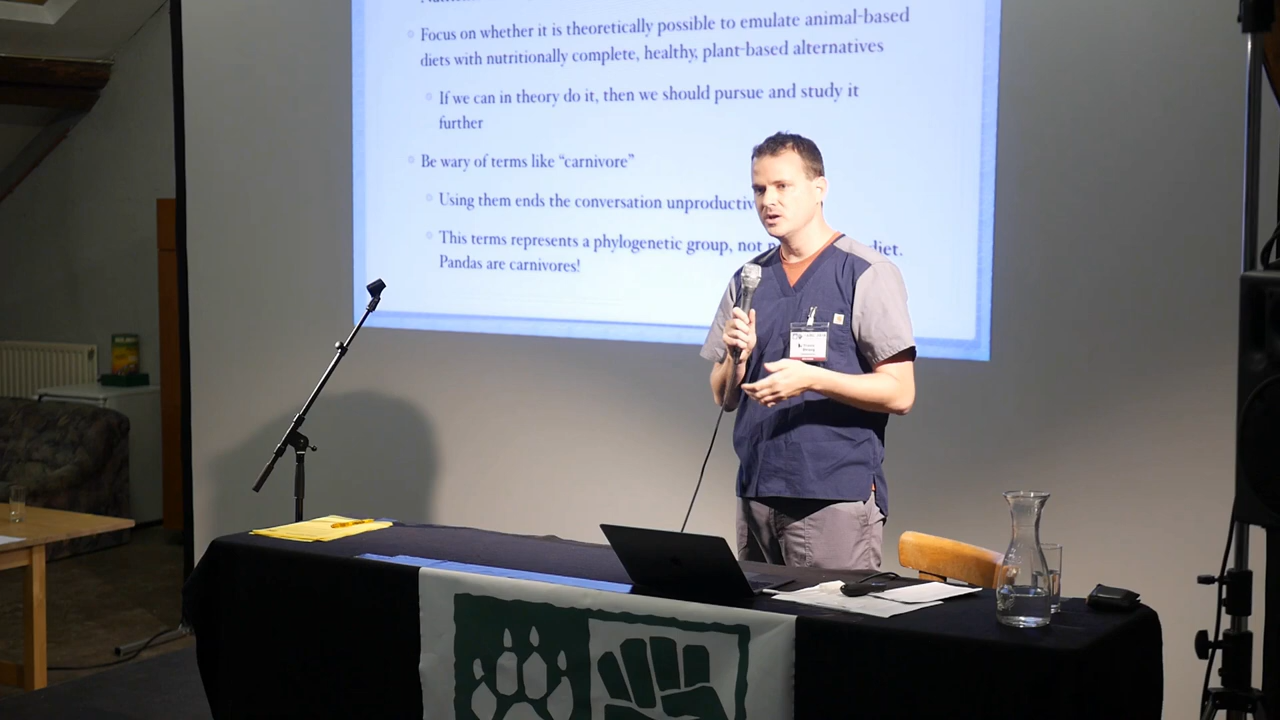 Focus on whether it is theoretically possible to emulate animal-based
diets with nutritionally complete, healthy, plant-based alternatives
If we can in theory do it, then we should pursue and study it
further
Be wary of terms like “carnivore”
Using them ends the conversation
This terms represents a phylogenetic group, not diet.
Pandas are carnivores!